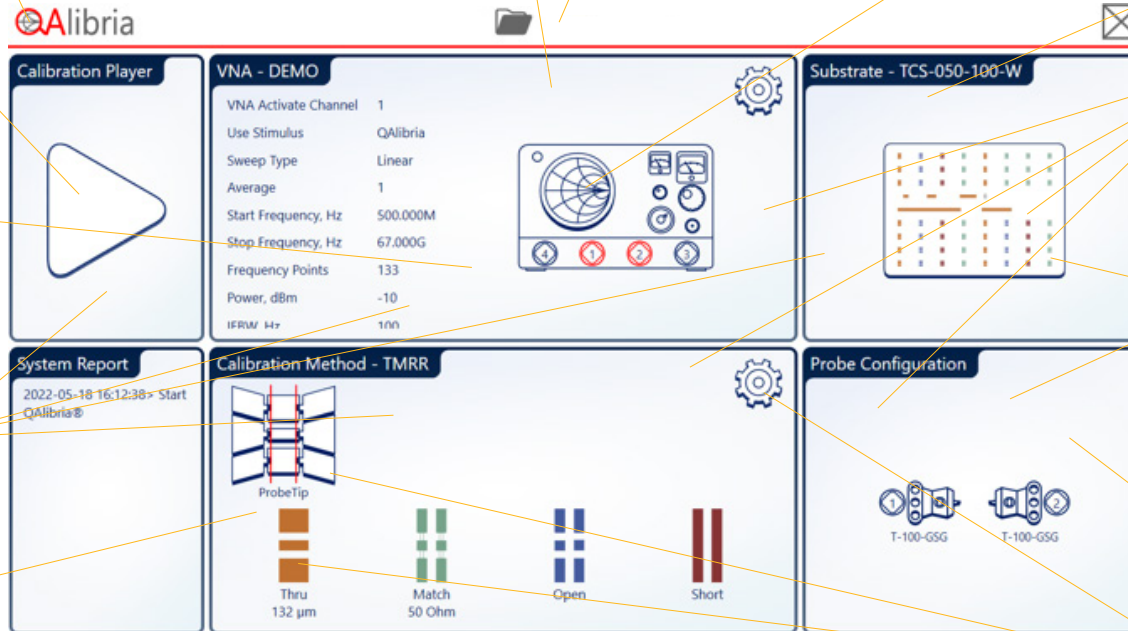 QAlibria
Calibration Player
VNA - DEMO
VNA Activate Channel 1
Use Stimulus QAlibria
Sweep Type Linear
Average 1
Start Frequency, Hz 500.000M
Stop Frequency, Hz 67.000G
Frequency Points 133
Power, dBm -10
IFBW, Hz 100
4 1 2 3
Substrate - TCS-050-100-W
System Report
2022-05-18 16:12:38> Start
QAlibria®
Calibration Method - TMRR
ProbeTip
Thru
132 µm
Match
50 Ohm
Open
Short
Probe Configuration
1 2
T-100-GSG T-100-GSG